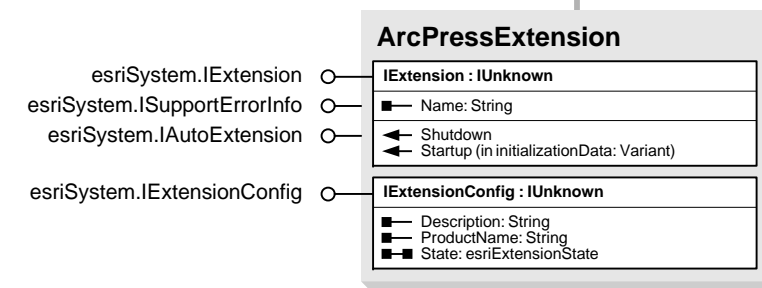 ArcPressExtension
esriSystem.IExtension
IExtension : IUnknown
esriSystem.ISupportErrorInfo
Name: String
esriSystem.IAutoExtension
Shutdown
Startup (in initializationData: Variant)
esriSystem.IExtensionConfig
IExtensionConfig : IUnknown
Description: String
ProductName: String
State: esriExtensionState